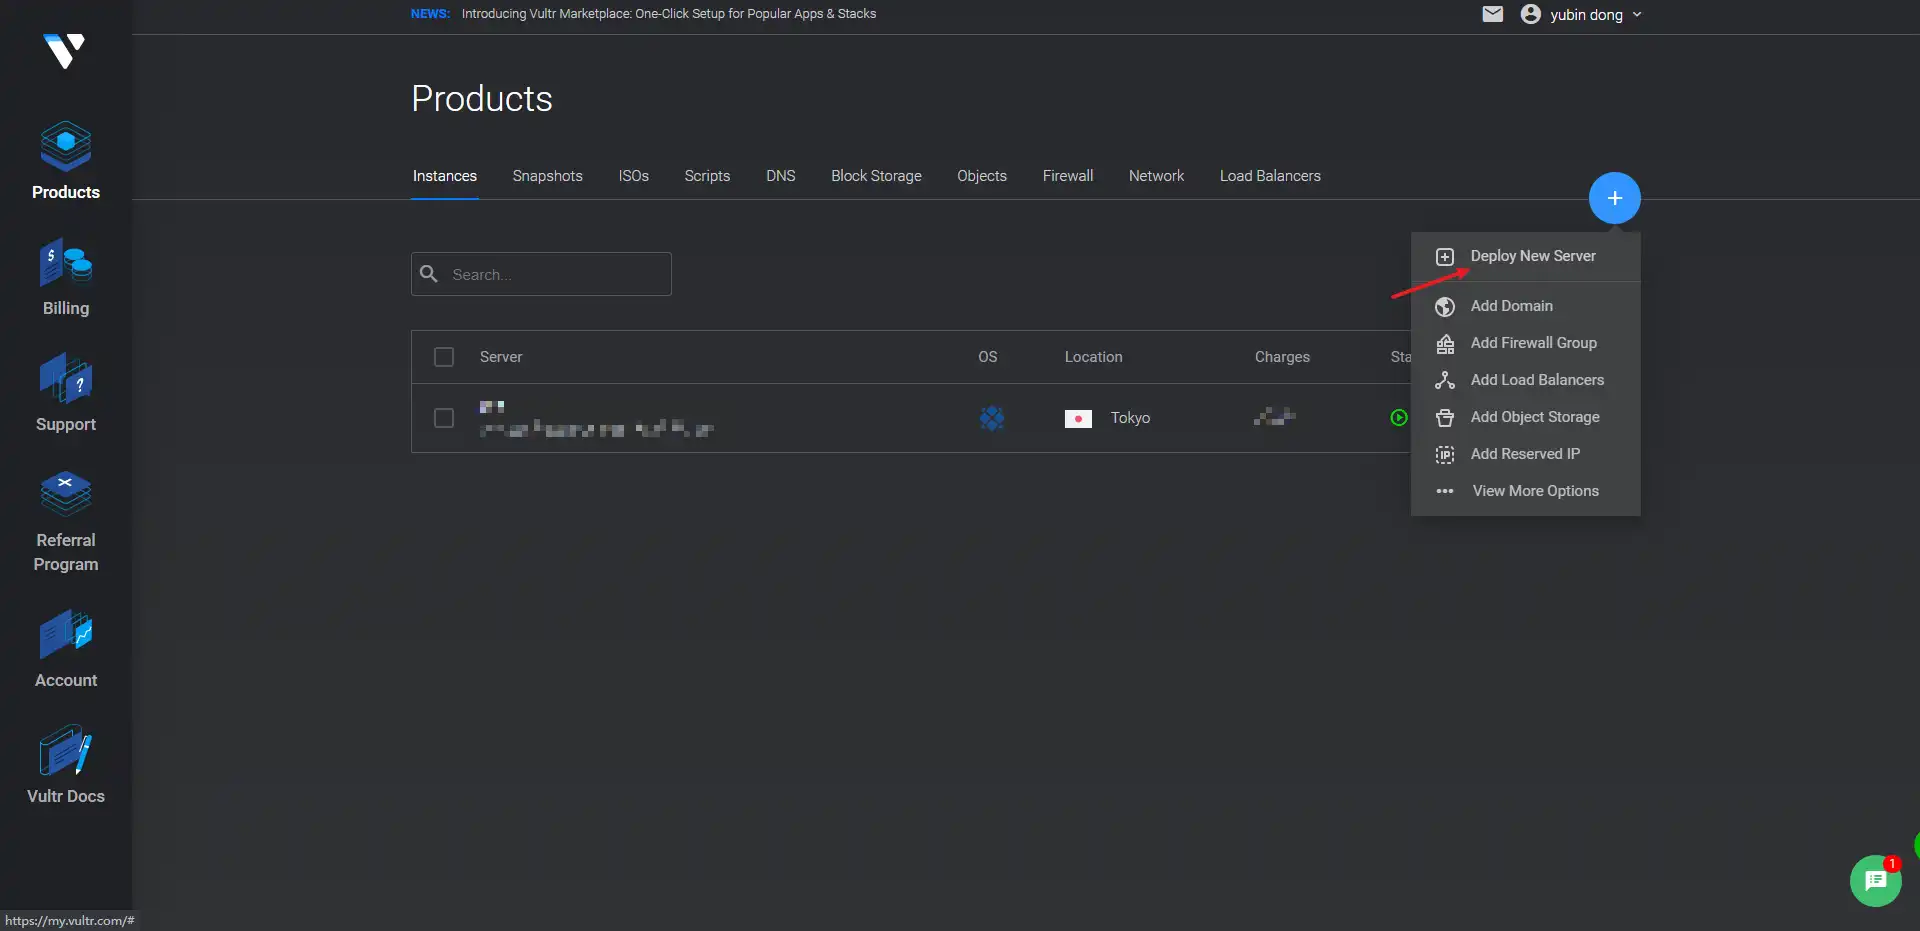 NEWS: Introducing Vultr Marketplace: One-Click Setup for Popular Apps & Stacks
yubin dong
Products
Products
Billing
Support
Referral
Program
Account
Vultr Docs
Instances Snapshots ISOs Scripts DNS Block Storage Objects Firewall Network Load Balancers
+
Search...
Server OS Location Charges Sta
Tokyo
Deploy New Server
Add Domain
Add Firewall Group
Add Load Balancers
Add Object Storage
IP Add Reserved IP
View More Options
1
https://my.vultr.com/#